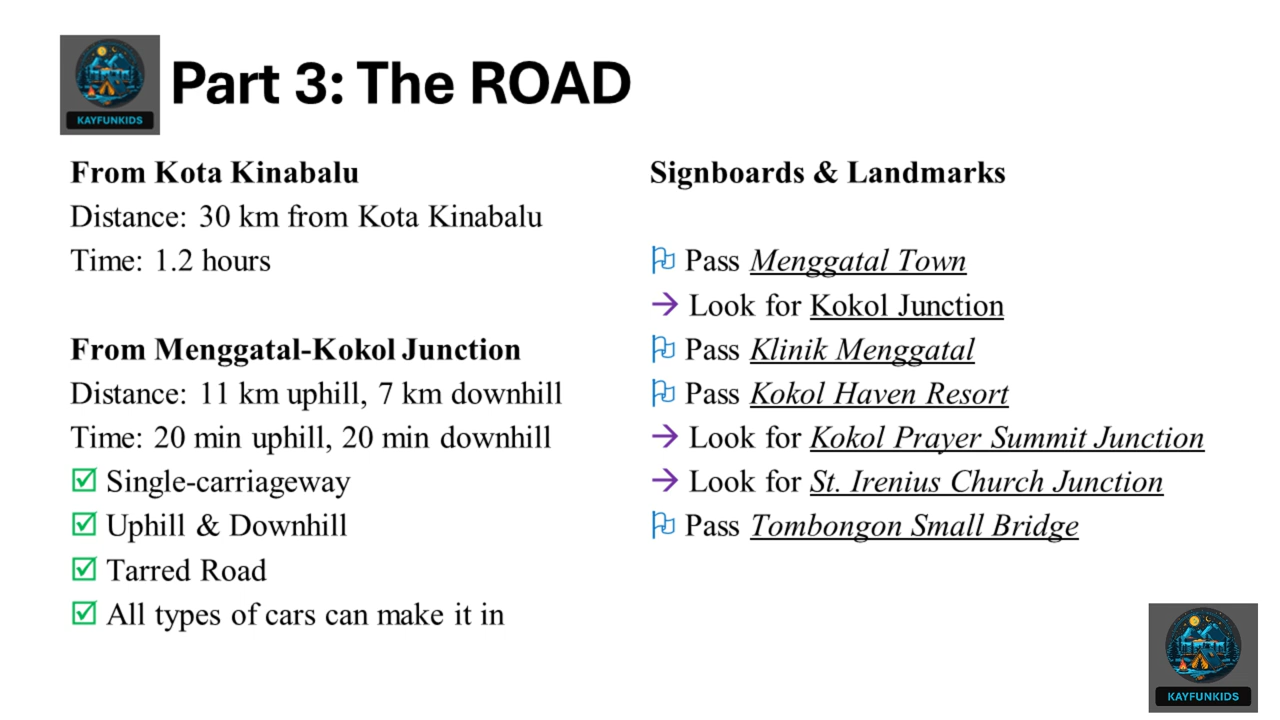 KAYFUNKIDS
Part 3: The ROAD
From Kota Kinabalu
Distance: 30 km from Kota Kinabalu
Time: 1.2 hours
From Menggatal-Kokol Junction
Distance: 11 km uphill, 7 km downhill
Time: 20 min uphill, 20 min downhill
Single-carriageway
Uphill & Downhill
Tarred Road
All types of cars can make it in
Signboards & Landmarks
Pass Menggatal Town
→ Look for Kokol Junction
Pass Klinik Menggatal
Pass Kokol Haven Resort
→ Look for Kokol Prayer Summit Junction
→ Look for St. Irenius Church Junction
Pass Tombongon Small Bridge
KAYFUNKIDS